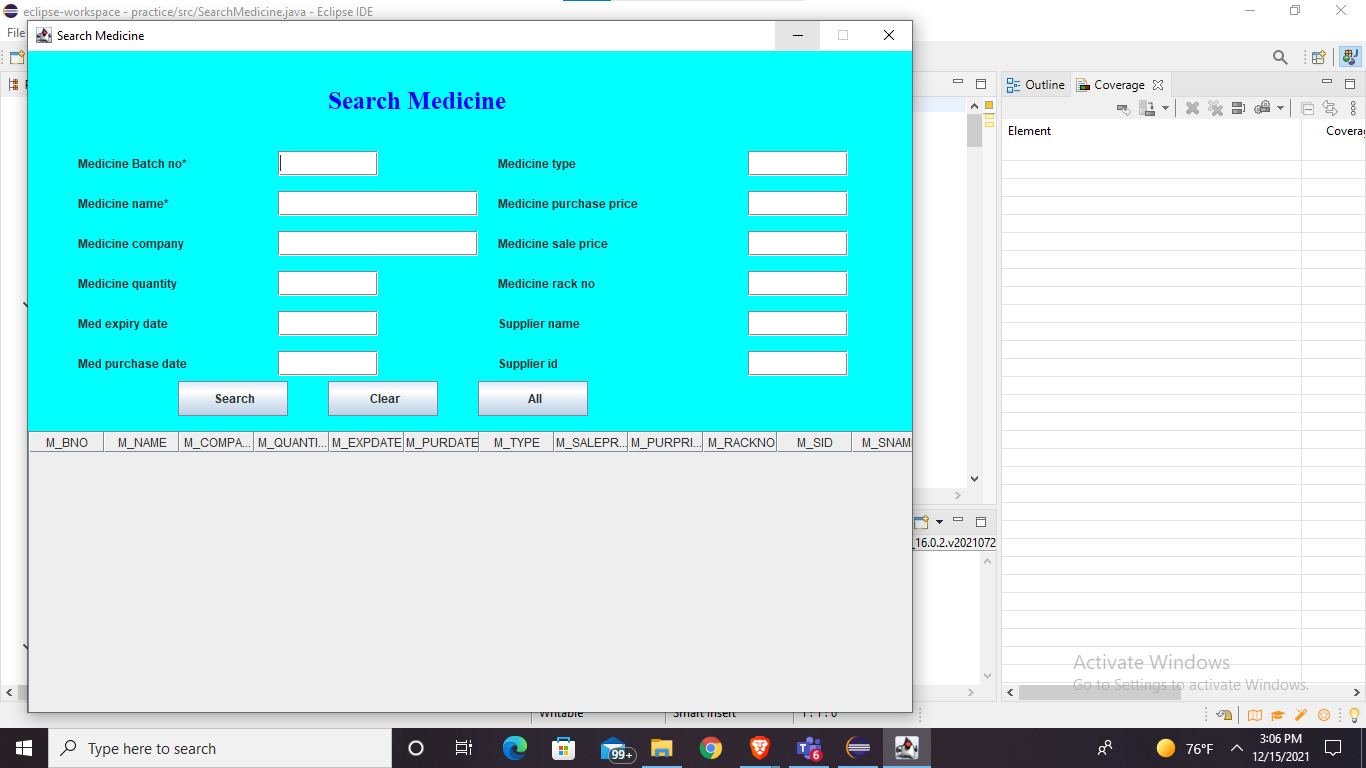 eclipse-workspace - practice/src/SearchMedicine.java - Eclipse IDE
File
Search Medicine
Search Medicine
Medicine Batch no*
Medicine type
Medicine name*
Medicine purchase price
Medicine company
Medicine sale price
Medicine quantity
Medicine rack no
Med expiry date
Supplier name
Med purchase date
Supplier id
Search
Clear
All
M_BNO M_NAME M_COMPA... M_QUANTI... M_EXPDATE M_PURDATE M_TYPE M_SALEPR... M_PURPRI... M_RACKNO M_SID M_SNAM
Outline
Coverage
Element
Covera
_16.0.2.v2021072
Activate Windows
Go to Settings to activate Windows.
Writable
Smart Insert
1 : 1 : 0
Type here to search
99+
6
76°F
3:06 PM
12/15/2021